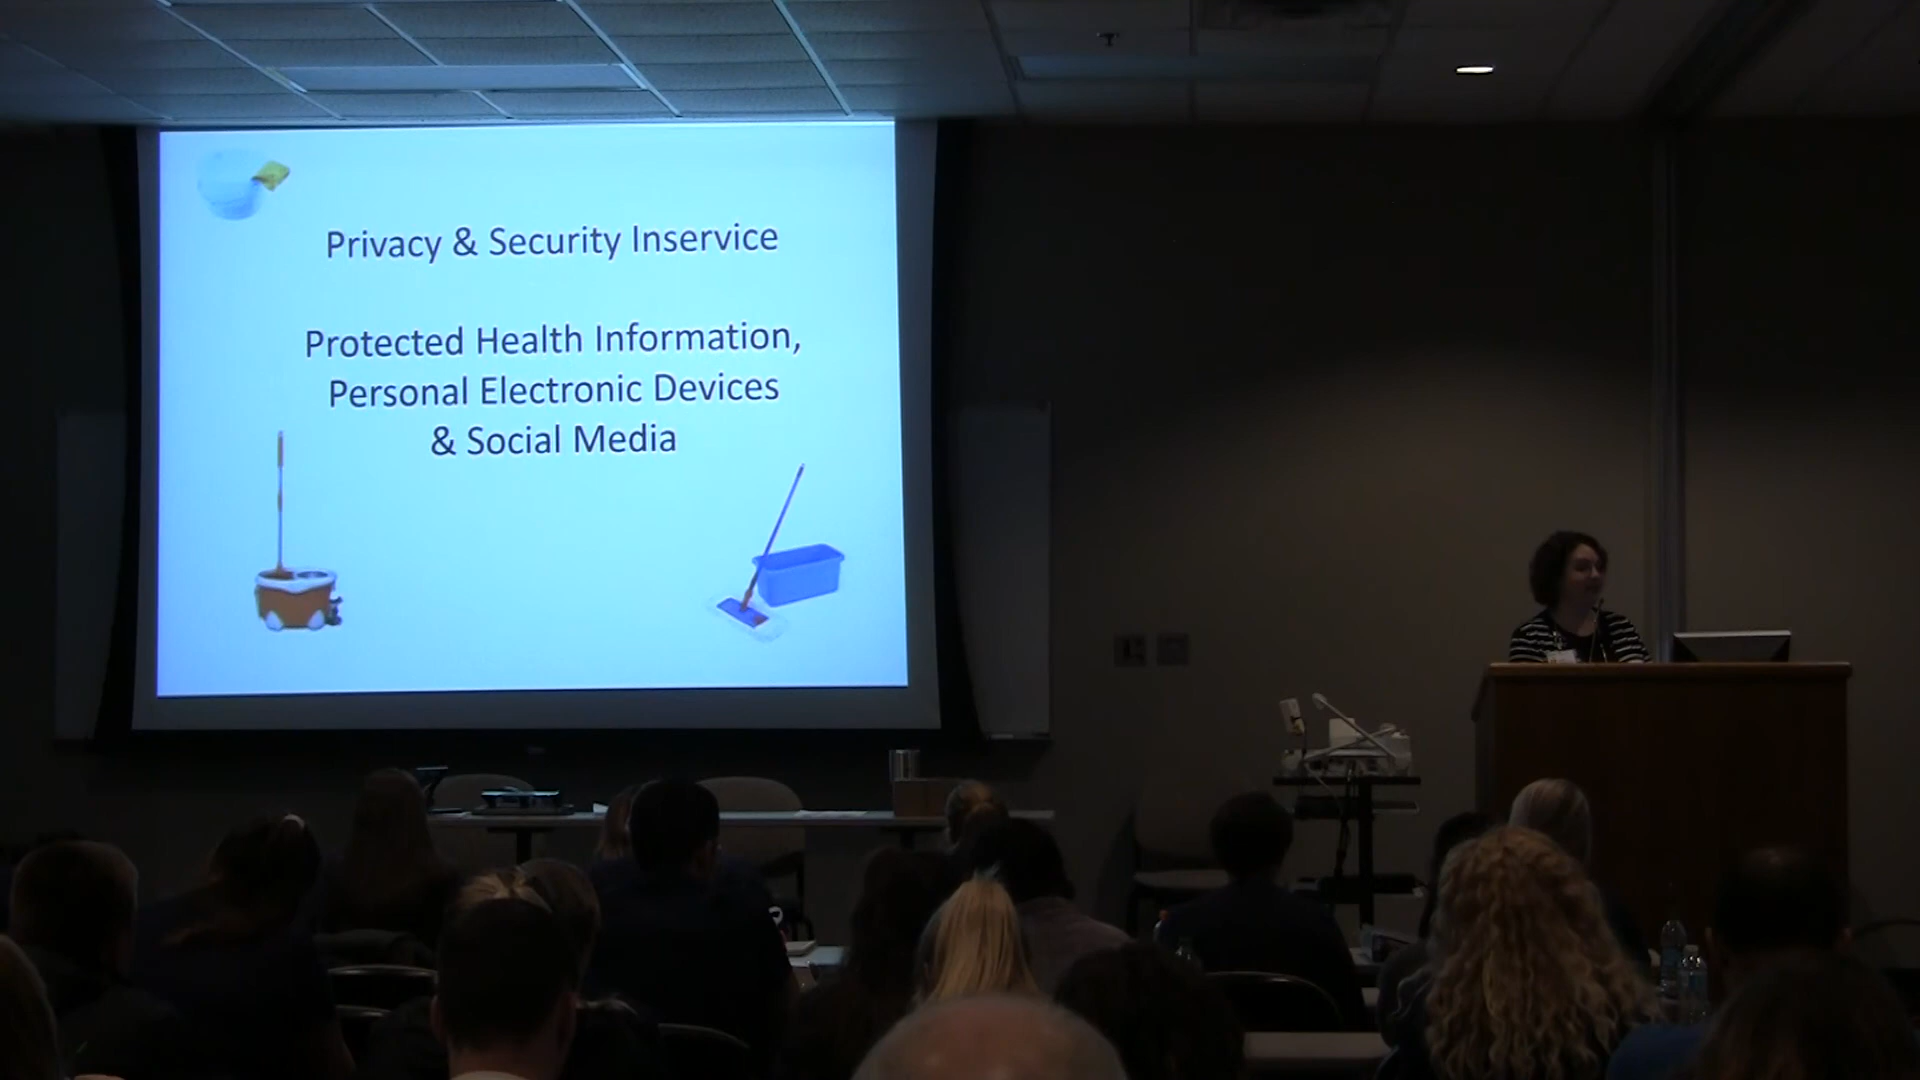 Privacy & Security Inservice
Protected Health Information,
Personal Electronic Devices
& Social Media